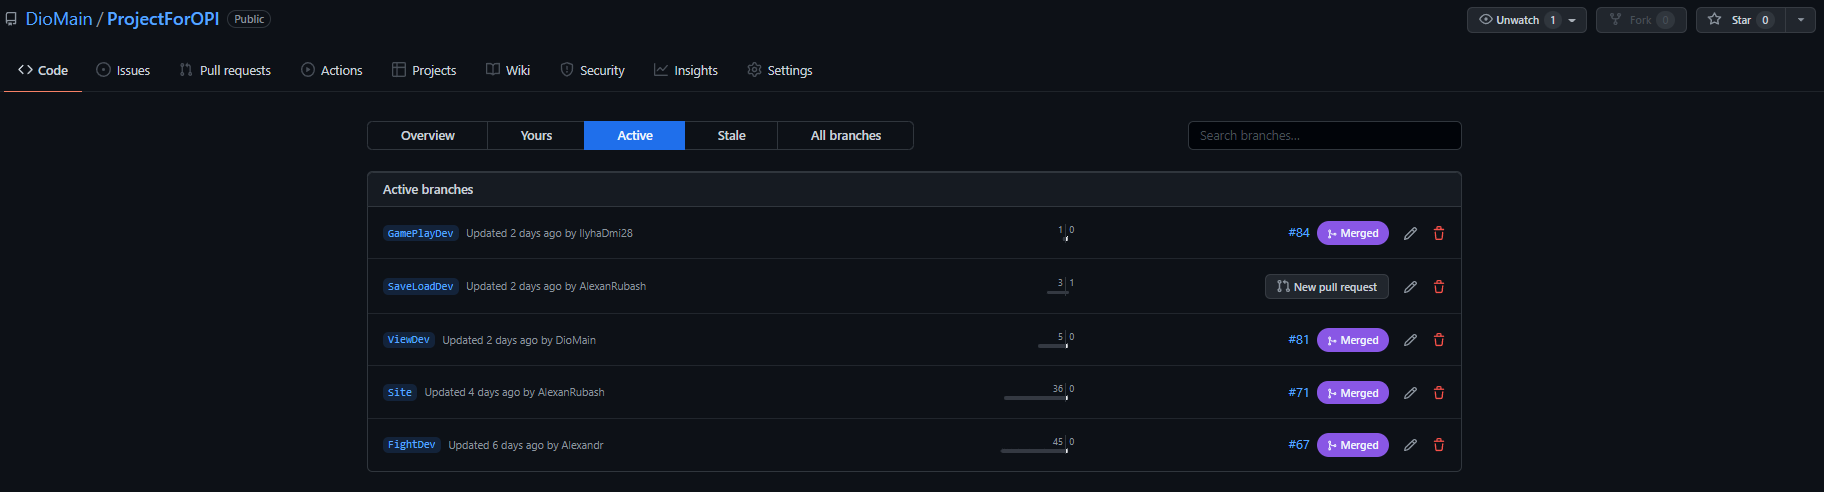 DioMain / ProjectForOPI Public Unwatch 1 Fork 0 Star 0
Code Issues Pull requests Actions Projects Wiki Security Insights Settings
Overview Yours Active Stale All branches Search branches...
Active branches
GamePlayDev Updated 2 days ago by IlyhaDmi28 1 0 #84 Merged
SaveLoadDev Updated 2 days ago by AlexanRubash 3 1 New pull request
ViewDev Updated 2 days ago by DioMain 5 0 #81 Merged
Site Updated 4 days ago by AlexanRubash 36 0 #71 Merged
FightDev Updated 6 days ago by Alexandr 45 0 #67 Merged